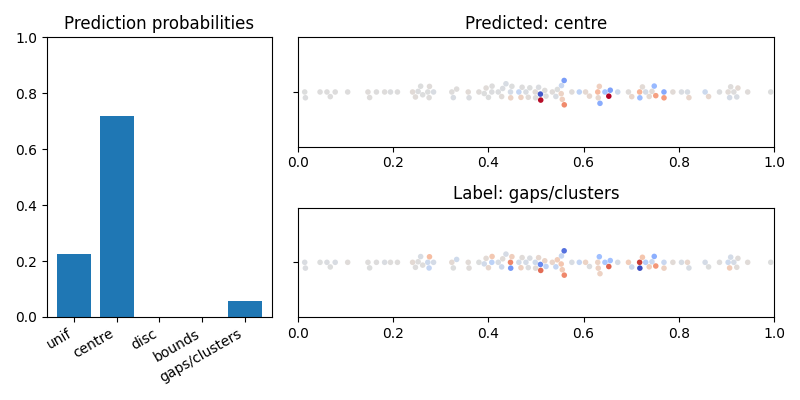 Prediction probabilities
1.0
0.8
0.6
0.4
0.2
0.0
unif
centre
disc
bounds
gaps/clusters
Predicted: centre
0.0 0.2 0.4 0.6 0.8 1.0
Label: gaps/clusters
0.0 0.2 0.4 0.6 0.8 1.0